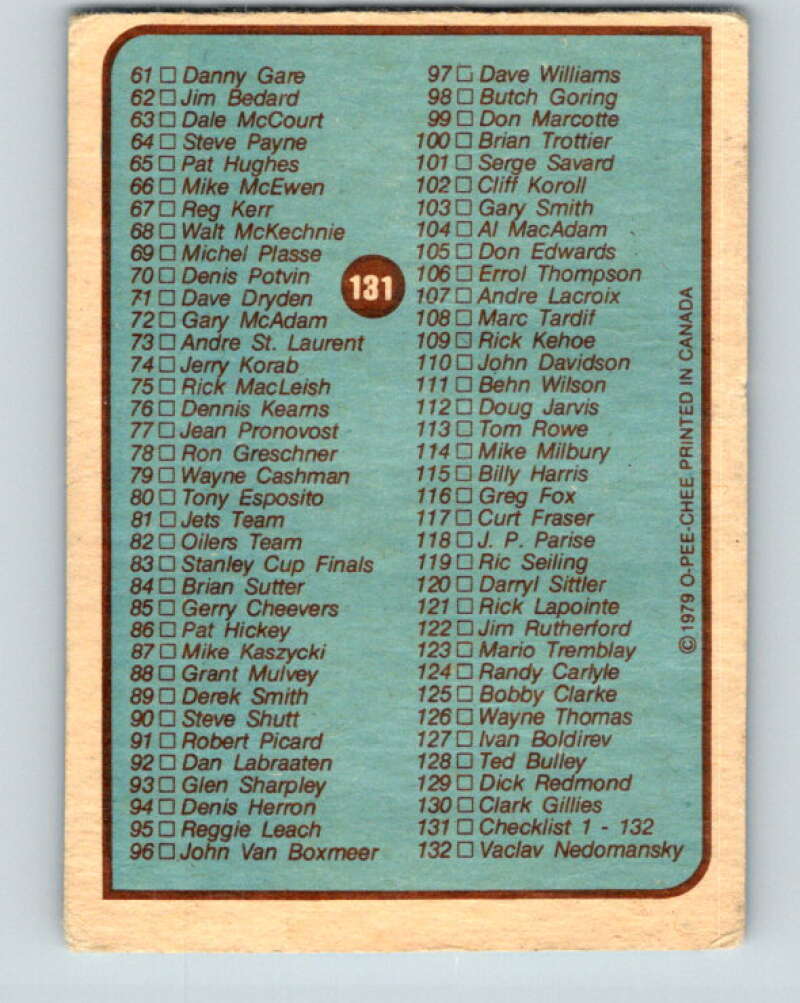 61 □ Danny Gare
62 □ Jim Bedard
63 □ Dale McCourt
64 □ Steve Payne
65 □ Pat Hughes
66 □ Mike McEwen
67 □ Reg Kerr
68 □ Walt McKechnie
69 □ Michel Plasse
70 □ Denis Potvin
71 □ Dave Dryden
72 □ Gary McAdam
73 □ Andre St. Laurent
74 □ Jerry Korab
75 □ Rick MacLeish
76 □ Dennis Kearns
77 □ Jean Pronovost
78 □ Ron Greschner
79 □ Wayne Cashman
80 □ Tony Esposito
81 □ Jets Team
82 □ Oilers Team
83 □ Stanley Cup Finals
84 □ Brian Sutter
85 □ Gerry Cheevers
86 □ Pat Hickey
87 □ Mike Kaszycki
88 □ Grant Mulvey
89 □ Derek Smith
90 □ Steve Shutt
91 □ Robert Picard
92 □ Dan Labraaten
93 □ Glen Sharpley
94 □ Denis Herron
95 □ Reggie Leach
96 □ John Van Boxmeer
131
97 □ Dave Williams
98 □ Butch Goring
99 □ Don Marcotte
100 □ Brian Trottier
101 □ Serge Savard
102 □ Cliff Koroll
103 □ Gary Smith
104 □ Al MacAdam
105 □ Don Edwards
106 □ Errol Thompson
107 □ Andre Lacroix
108 □ Marc Tardif
109 □ Rick Kehoe
110 □ John Davidson
111 □ Behn Wilson
112 □ Doug Jarvis
113 □ Tom Rowe
114 □ Mike Milbury
115 □ Billy Harris
116 □ Greg Fox
117 □ Curt Fraser
118 □ J. P. Parise
119 □ Ric Seiling
120 □ Darryl Sittler
121 □ Rick Lapointe
122 □ Jim Rutherford
123 □ Mario Tremblay
124 □ Randy Carlyle
125 □ Bobby Clarke
126 □ Wayne Thomas
127 □ Ivan Boldirev
128 □ Ted Bulley
129 □ Dick Redmond
130 □ Clark Gillies
131 □ Checklist 1 - 132
132 □ Vaclav Nedomansky
© 1979 O-PEE-CHEE PRINTED IN CANADA